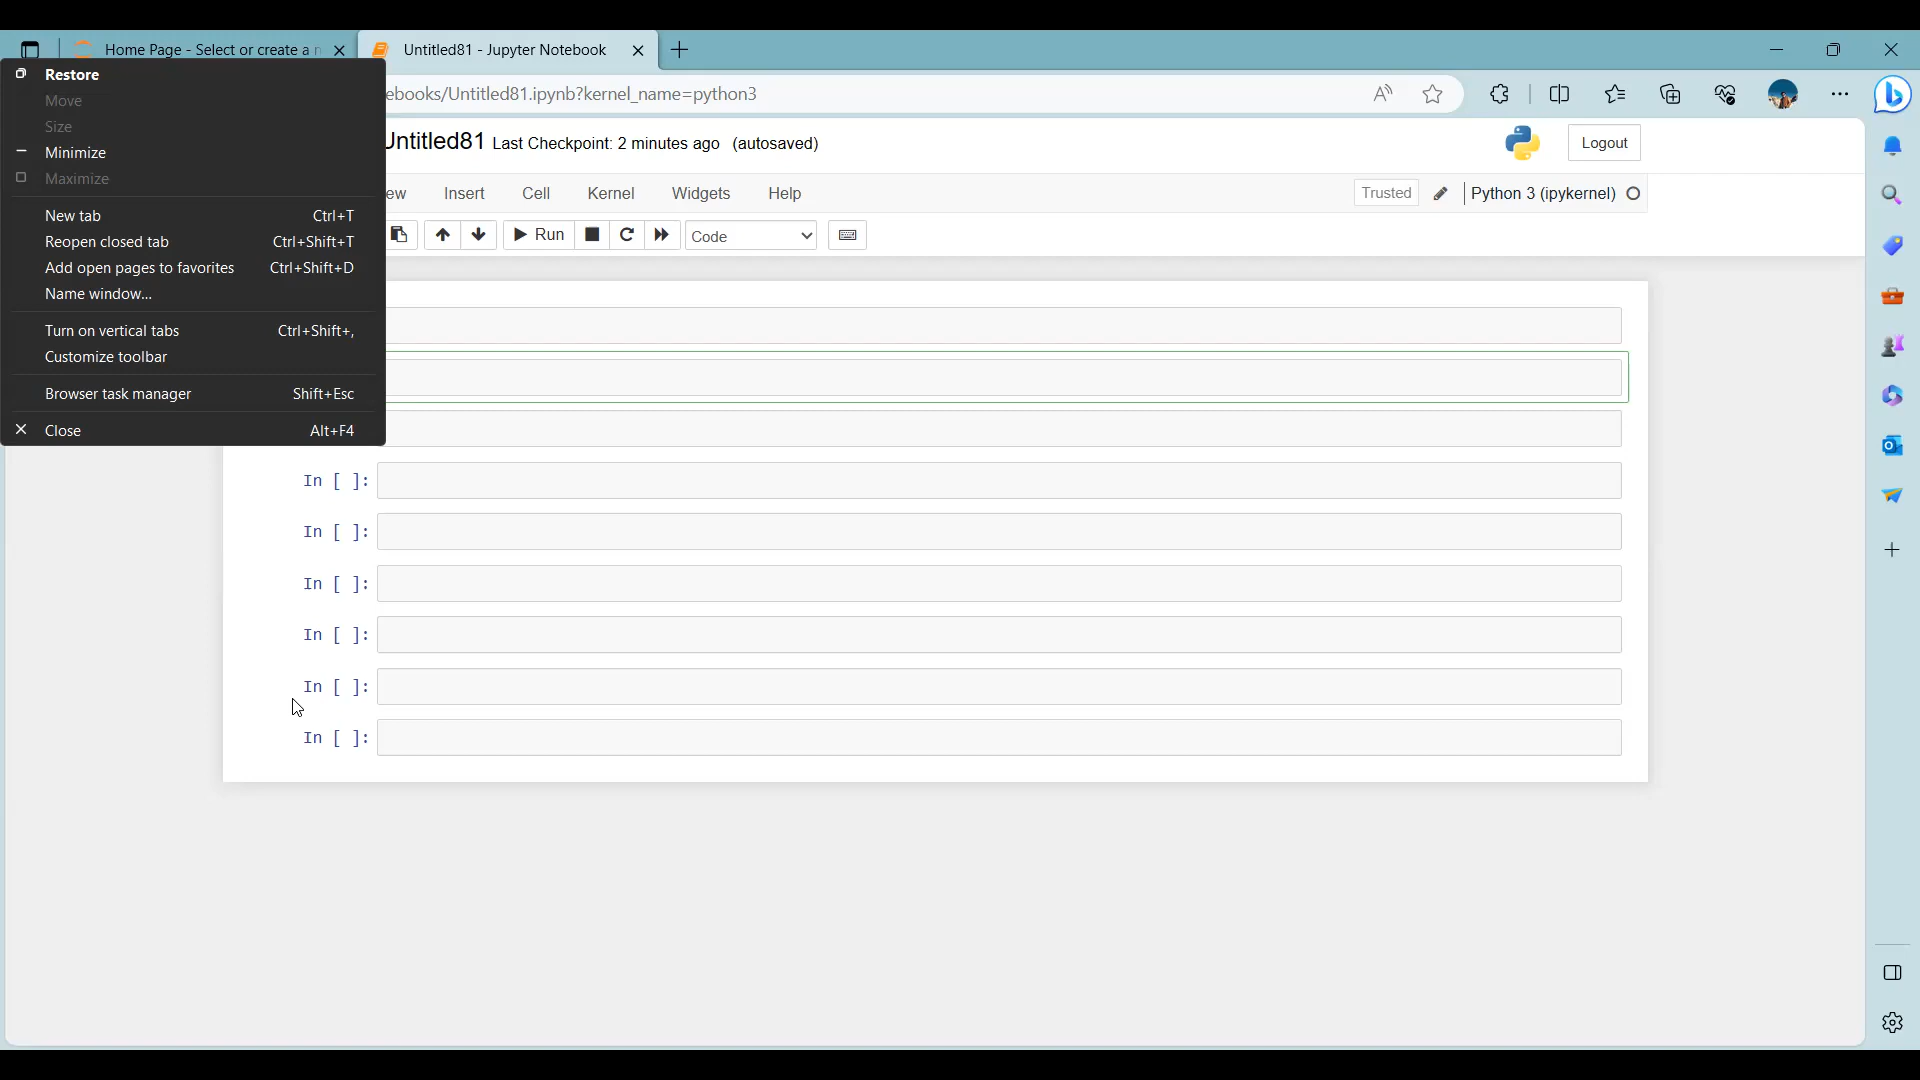 Home Page - Select or create a n
Untitled81 - Jupyter Notebook
ebooks/Untitled81.ipynb?kernel_name=python3
Restore
Move
Size
Minimize
Maximize
New tab Ctrl+T
Reopen closed tab Ctrl+Shift+T
Add open pages to favorites Ctrl+Shift+D
Name window...
Turn on vertical tabs Ctrl+Shift+,
Customize toolbar
Browser task manager Shift+Esc
Close Alt+F4
Untitled81 Last Checkpoint: 2 minutes ago (autosaved)
Logout
ew Insert Cell Kernel Widgets Help
Trusted Python 3 (ipykernel)
Run Code
In [ ]:
In [ ]:
In [ ]:
In [ ]:
In [ ]:
In [ ]: